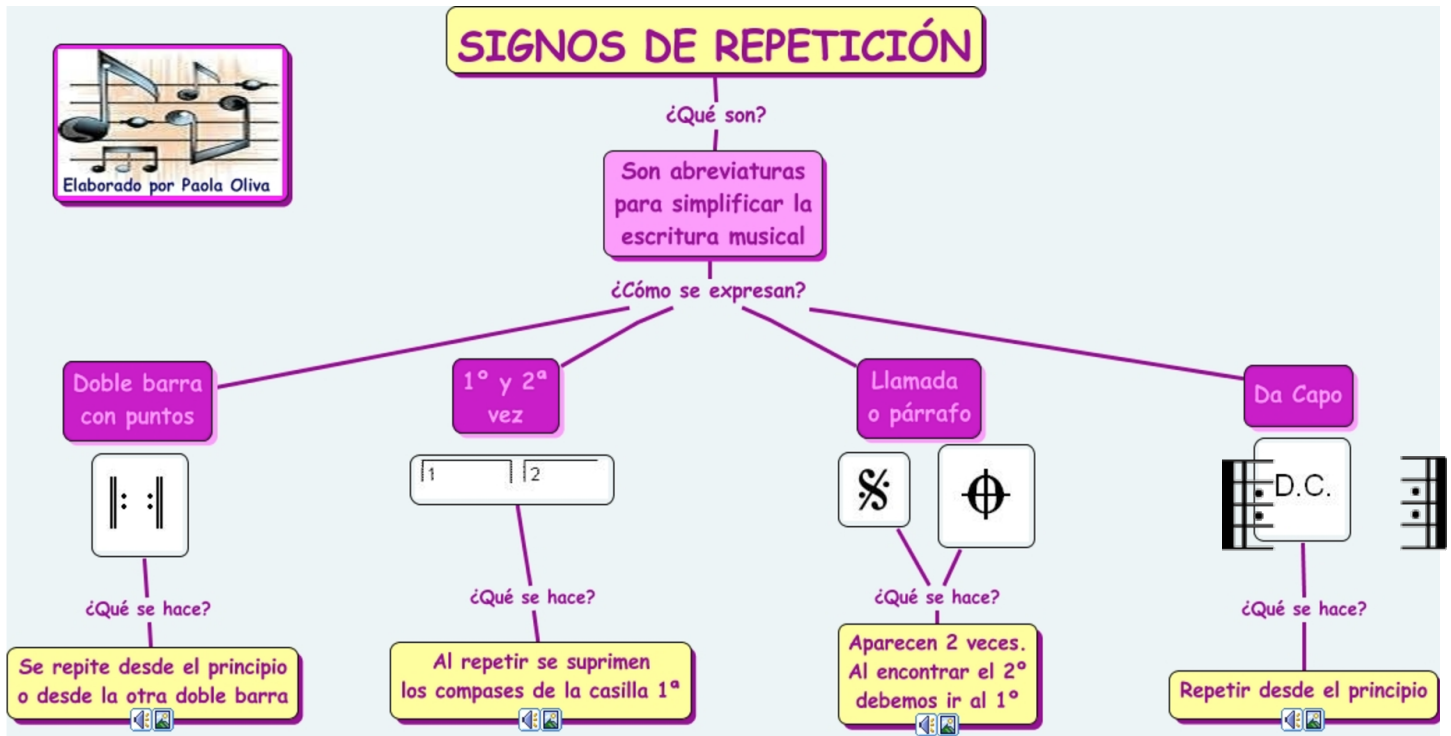 SIGNOS DE REPETICIÓN
Elaborado por Paola Oliva
¿Qué son?
Son abreviaturas
para simplificar la
escritura musical
¿Cómo se expresan?
Doble barra
con puntos
1º y 2ª
vez
Llamada
o párrafo
Da Capo
1
2
D.C.
¿Qué se hace?
¿Qué se hace?
¿Qué se hace?
¿Qué se hace?
Se repite desde el principio
o desde la otra doble barra
Al repetir se suprimen
los compases de la casilla 1ª
Aparecen 2 veces.
Al encontrar el 2º
debemos ir al 1º
Repetir desde el principio